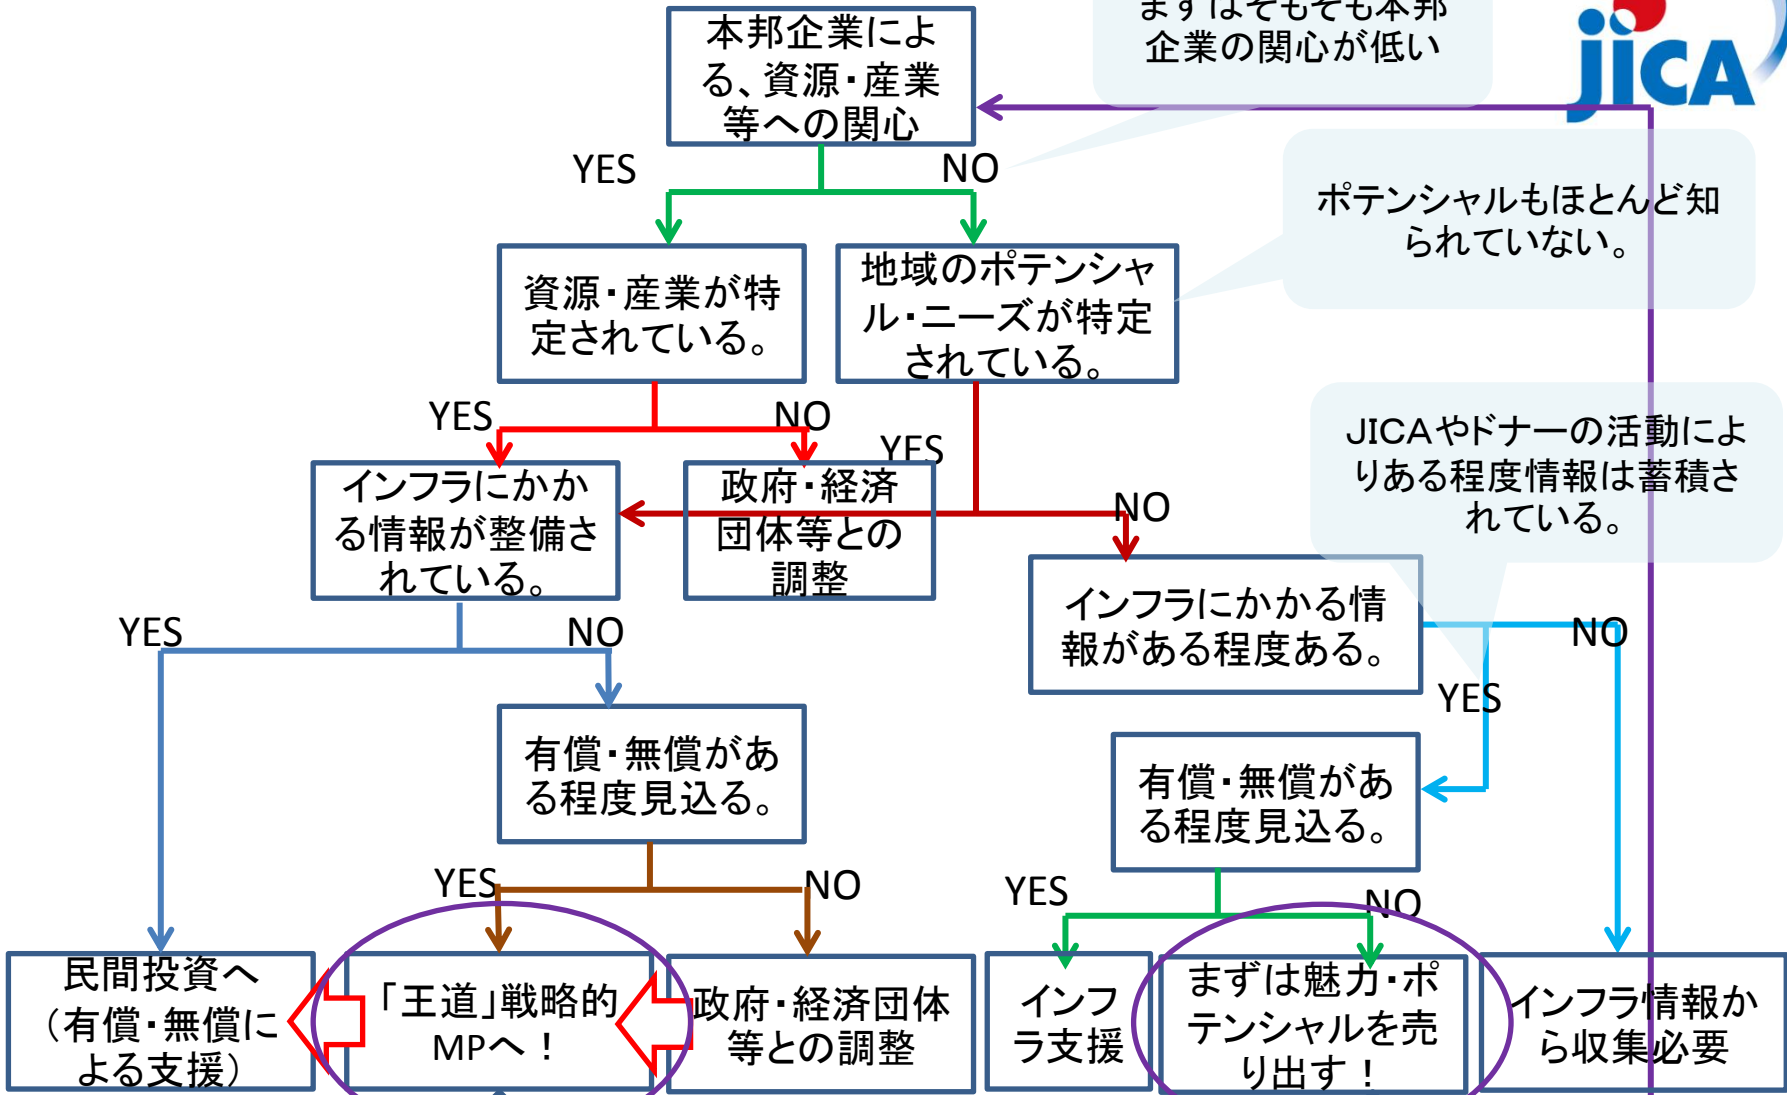 まずはそもそも本邦
企業の関心が低い
jica
本邦企業によ
る、資源・産業
等への関心
YES
NO
ポテンシャルもほとんど知
られていない。
資源・産業が特
定されている。
地域のポテンシャ
ル・ニーズが特定
されている。
YES
NO
YES
NO
JICAやドナーの活動によ
りある程度情報は蓄積さ
れている。
インフラにかか
る情報が整備さ
れている。
政府・経済
団体等との
調整
インフラにかかる情
報がある程度ある。
YES
NO
NO
YES
有償・無償があ
る程度見込る。
有償・無償があ
る程度見込る。
YES
NO
YES
NO
民間投資へ
（有償・無償に
よる支援）
「王道」戦略的
MPへ！
政府・経済団体
等との調整
インフ
ラ支援
まずは魅力・ポ
テンシャルを売
り出す！
インフラ情報か
ら収集必要